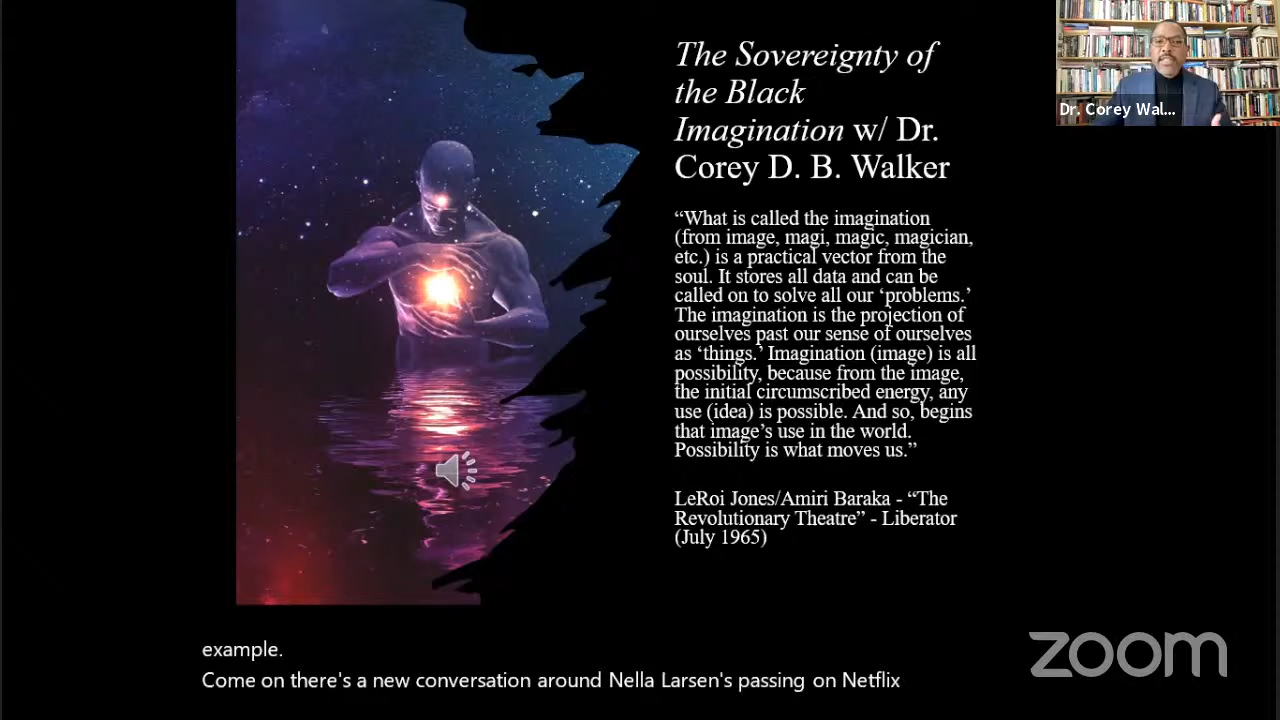 The Sovereignty of
the Black
Imagination w/ Dr.
Corey D. B. Walker
“What is called the imagination
(from image, magi, magic, magician,
etc.) is a practical vector from the
soul. It stores all data and can be
called on to solve all our ‘problems.’
The imagination is the projection of
ourselves past our sense of ourselves
as ‘things.’ Imagination (image) is all
possibility, because from the image,
the initial circumscribed energy, any
use (idea) is possible. And so, begins
that image’s use in the world.
Possibility is what moves us.”
LeRoi Jones/Amiri Baraka - “The
Revolutionary Theatre” - Liberator
(July 1965)
Dr. Corey Wal...
example.
Come on there's a new conversation around Nella Larsen's passing on Netflix
zoom